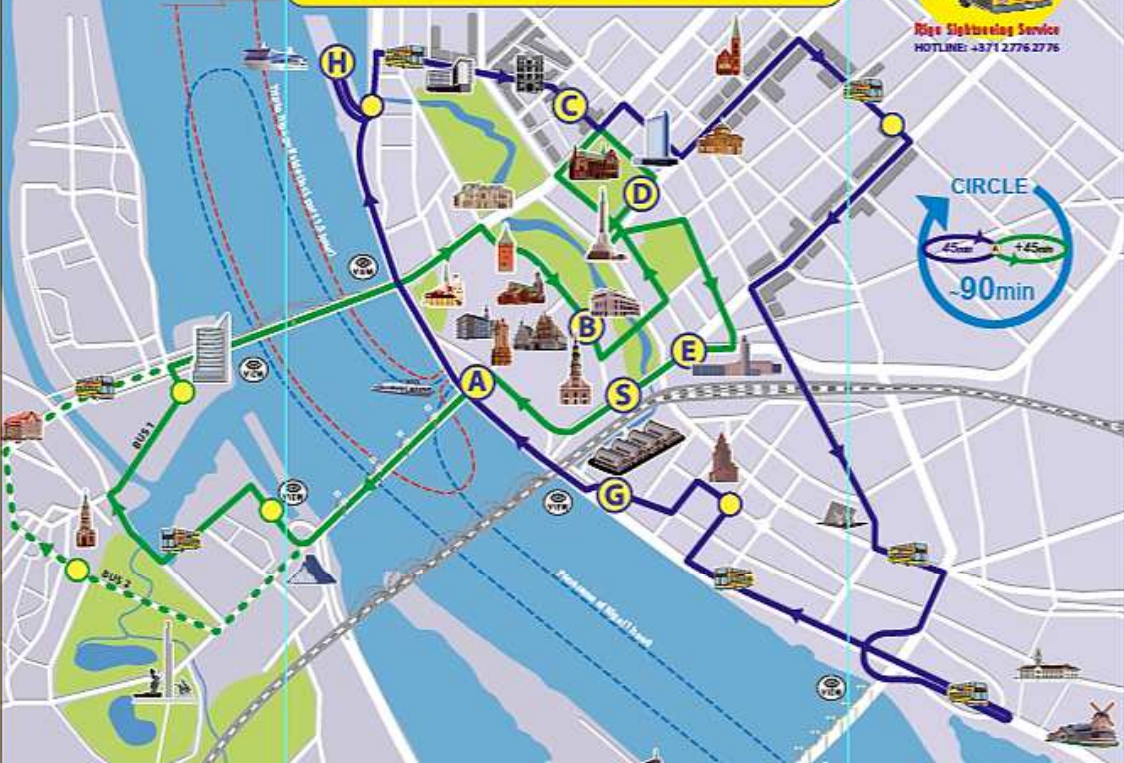 Riga Sightseeing Service
HOTLINE: +371 2776 2776
H
C
D
CIRCLE
45min
A
+45min
~90min
VIEW
B
E
VIEW
A
S
BUS 1
VIEW
G
VIEW
BUS 2
VIEW